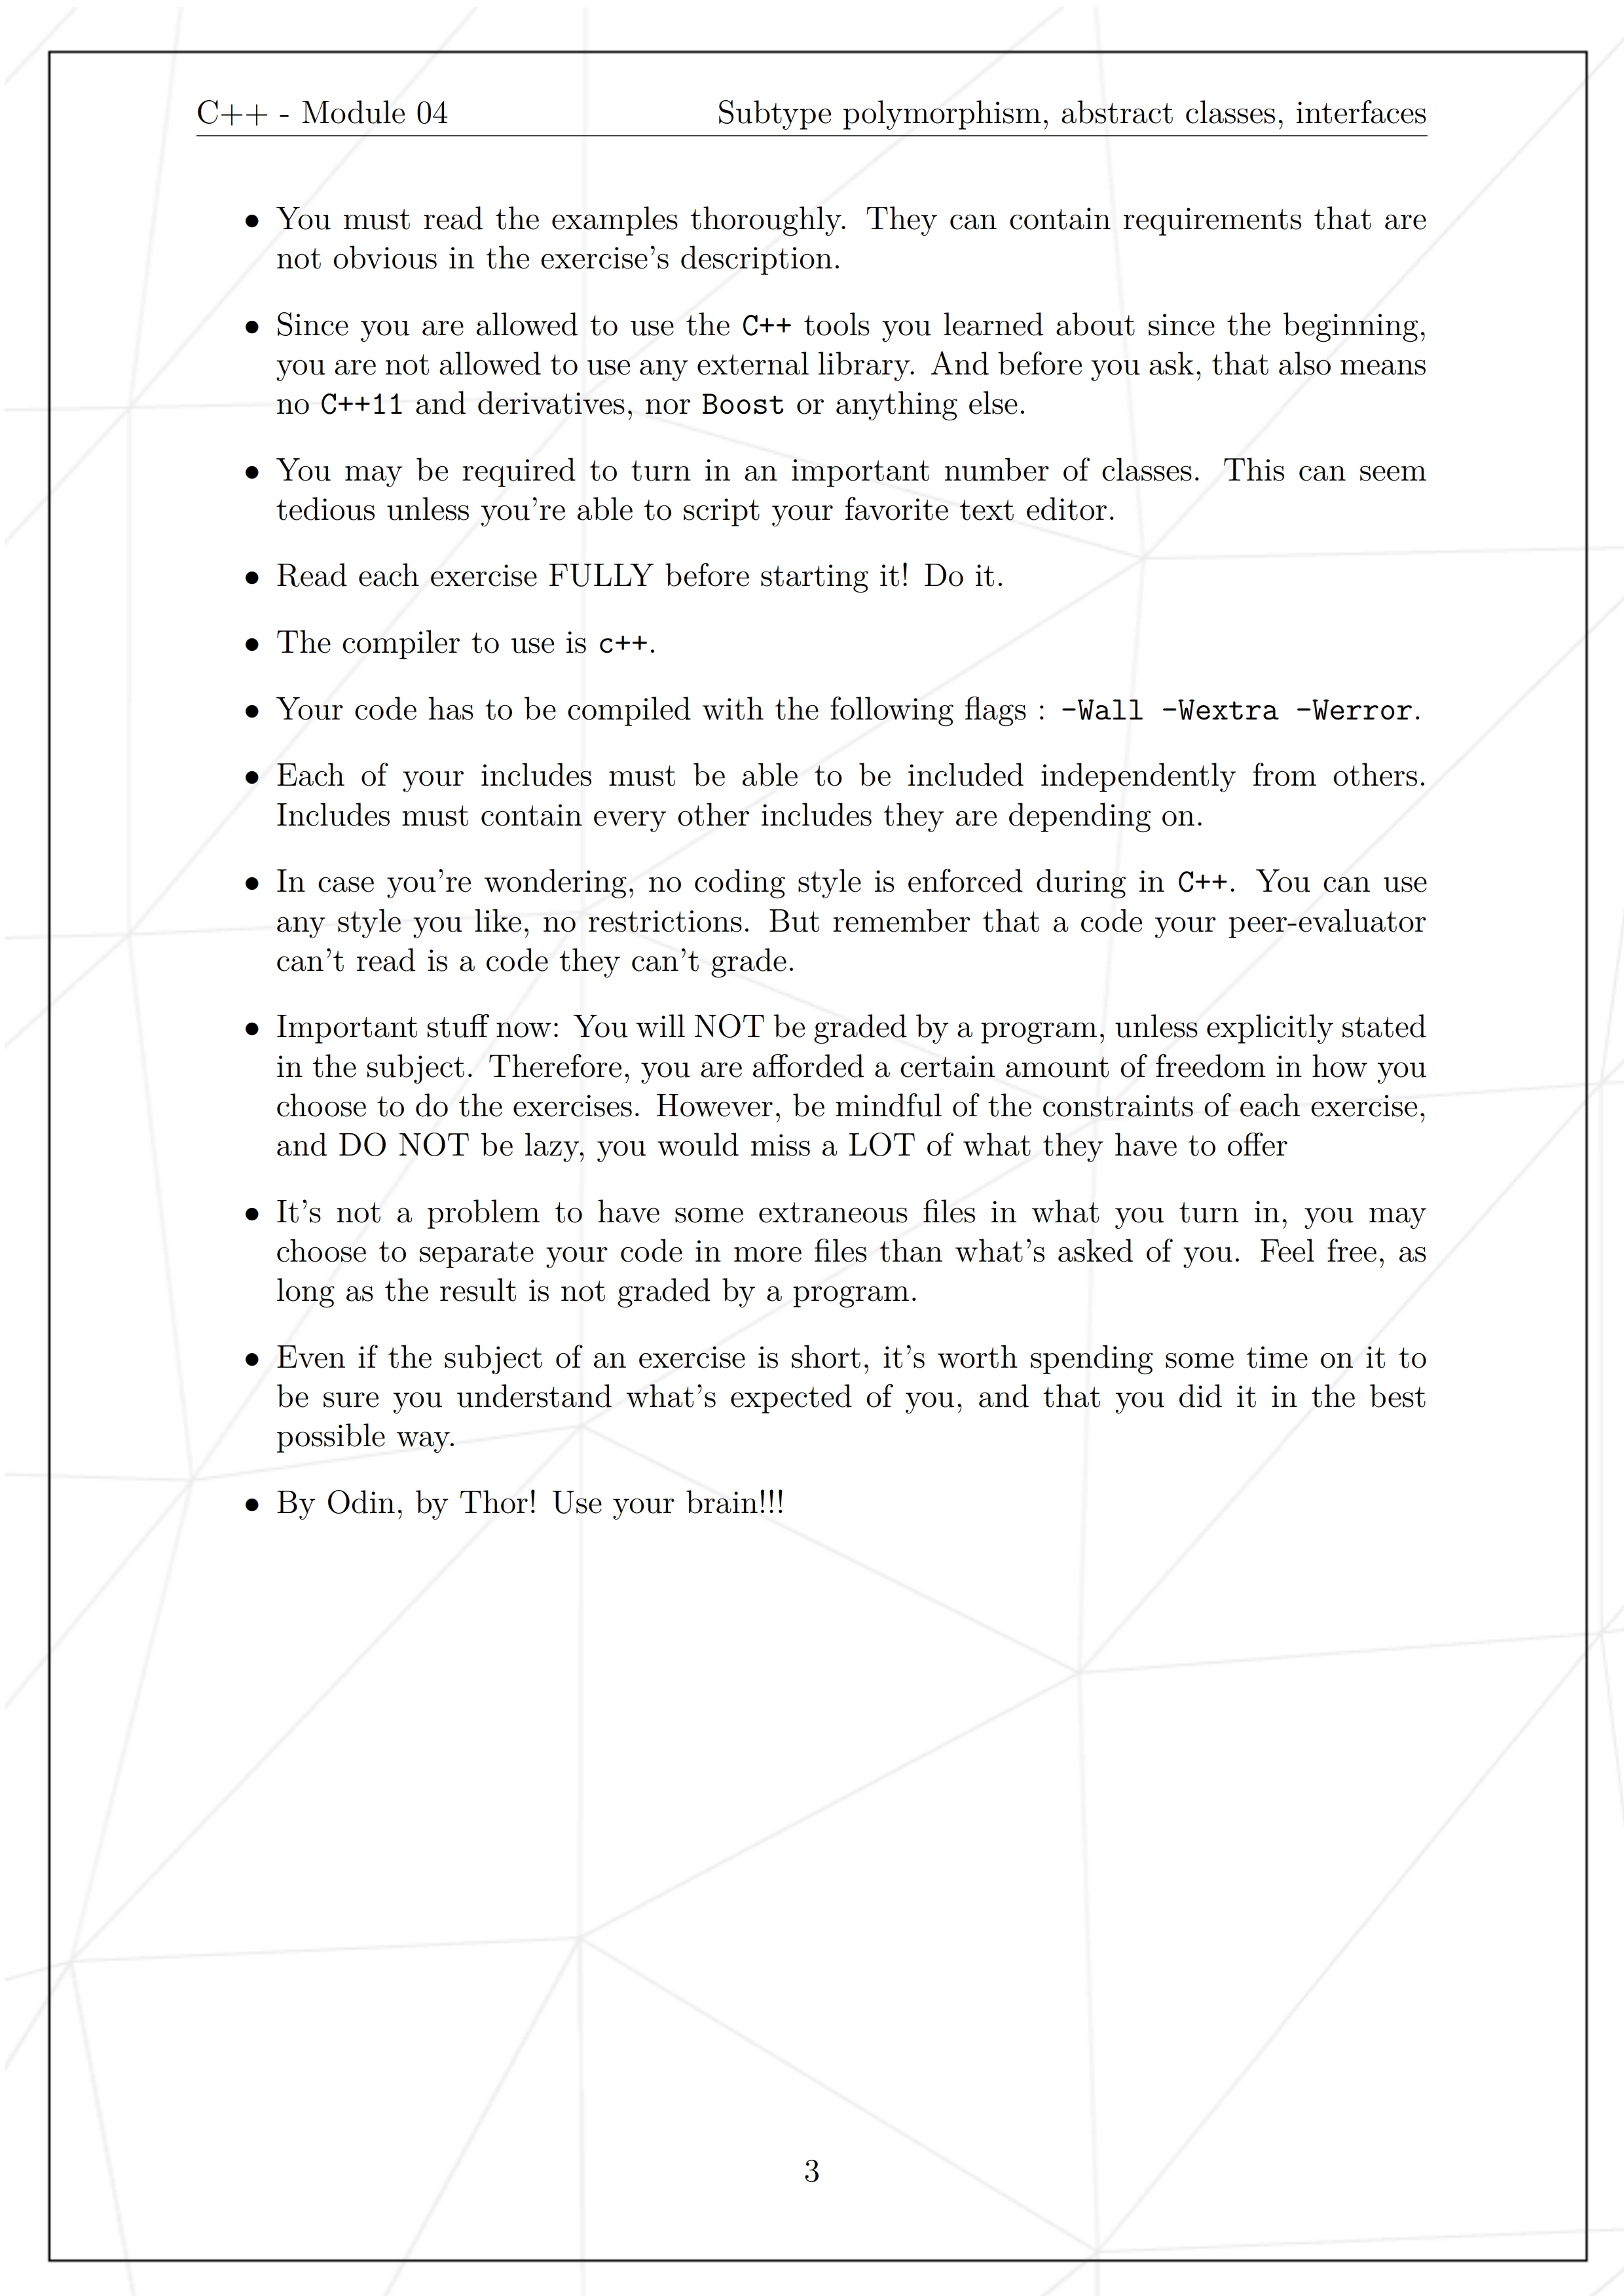 C++ - Module 04 Subtype polymorphism, abstract classes, interfaces
• You must read the examples thoroughly. They can contain requirements that are
not obvious in the exercise's description.
• Since you are allowed to use the C++ tools you learned about since the beginning,
you are not allowed to use any external library. And before you ask, that also means
no C++11 and derivatives, nor Boost or anything else.
• You may be required to turn in an important number of classes. This can seem
tedious unless you're able to script your favorite text editor.
• Read each exercise FULLY before starting it! Do it.
• The compiler to use is c++.
• Your code has to be compiled with the following flags : -Wall -Wextra -Werror.
• Each of your includes must be able to be included independently from others.
Includes must contain every other includes they are depending on.
• In case you're wondering, no coding style is enforced during in C++. You can use
any style you like, no restrictions. But remember that a code your peer-evaluator
can't read is a code they can't grade.
• Important stuff now: You will NOT be graded by a program, unless explicitly stated
in the subject. Therefore, you are afforded a certain amount of freedom in how you
choose to do the exercises. However, be mindful of the constraints of each exercise,
and DO NOT be lazy, you would miss a LOT of what they have to offer
• It's not a problem to have some extraneous files in what you turn in, you may
choose to separate your code in more files than what's asked of you. Feel free, as
long as the result is not graded by a program.
• Even if the subject of an exercise is short, it's worth spending some time on it to
be sure you understand what's expected of you, and that you did it in the best
possible way.
• By Odin, by Thor! Use your brain!!!
3